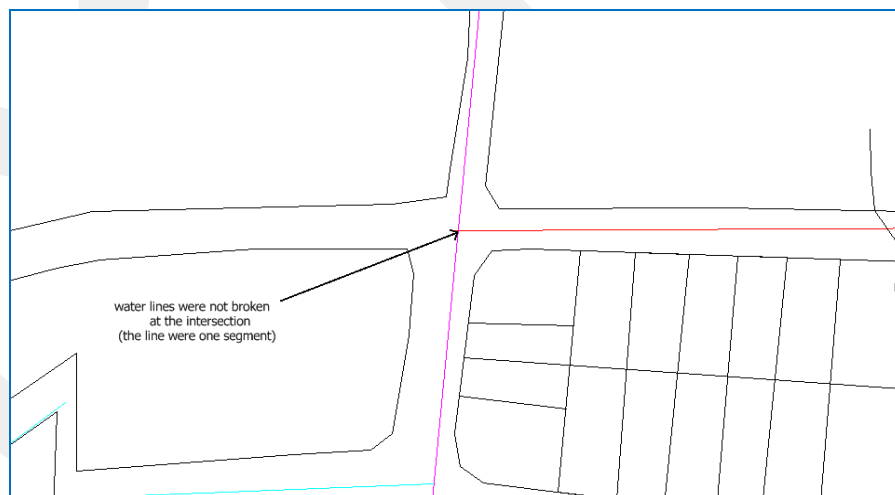 water lines were not broken
at the intersection
(the line were one segment)